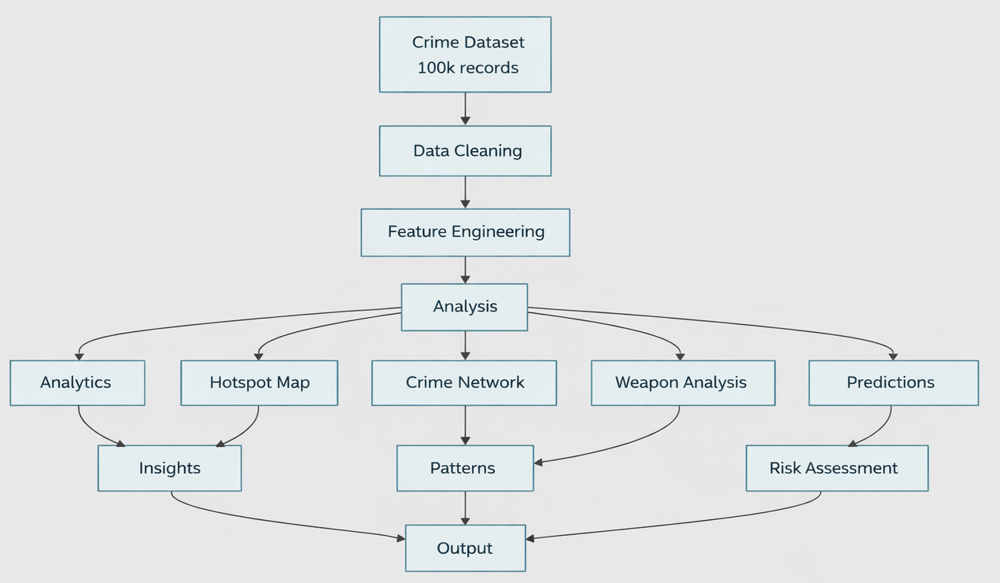 Crime Dataset
100k records
Data Cleaning
Feature Engineering
Analysis
Analytics
Hotspot Map
Crime Network
Weapon Analysis
Predictions
Insights
Patterns
Risk Assessment
Output